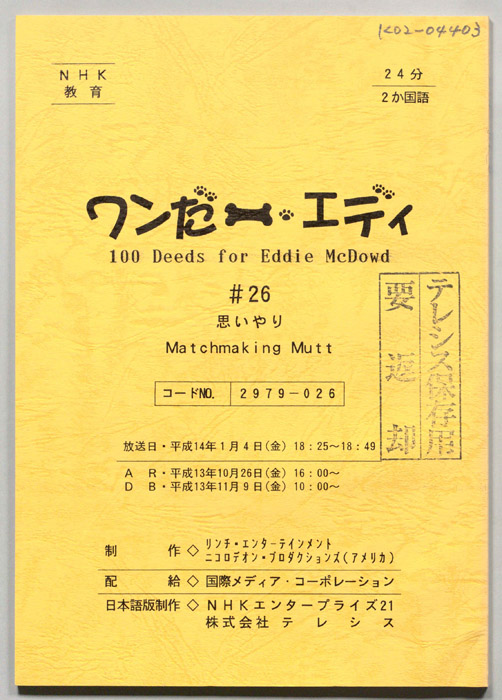 K02-04403
NHK
教育
24分
2か国語
ワンだー・エディ
100 Deeds for Eddie McDowd
#26
思いやり
Matchmaking Mutt
コードNO. 2979-026
テレシス保存用
要返却
放送日・平成14年1月4日(金) 18:25~18:49
AR・平成13年10月26日(金) 16:00~
DB・平成13年11月9日(金) 10:00~
制作◇リンチ・エンターテインメント
ニコロデオン・プロダクションズ(アメリカ)
配給◇国際メディア・コーポレーション
日本語版制作◇NHKエンタープライズ21
株式会社テレシス